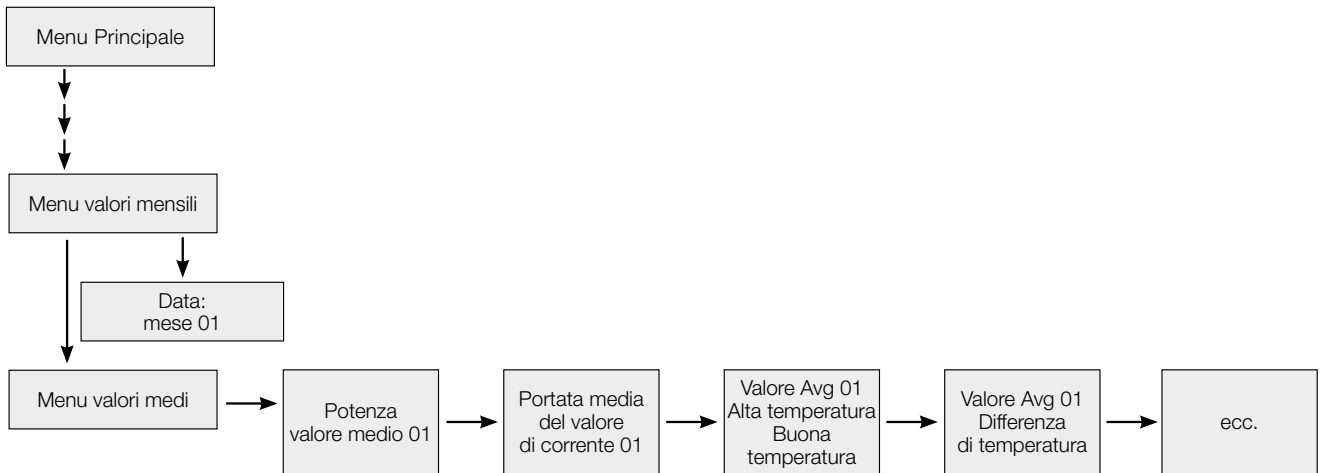 Menu Principale
Menu valori mensili
Data:
mese 01
Menu valori medi
Potenza
valore medio 01
Portata media
del valore
di corrente 01
Valore Avg 01
Alta temperatura
Buona
temperatura
Valore Avg 01
Differenza
di temperatura
ecc.